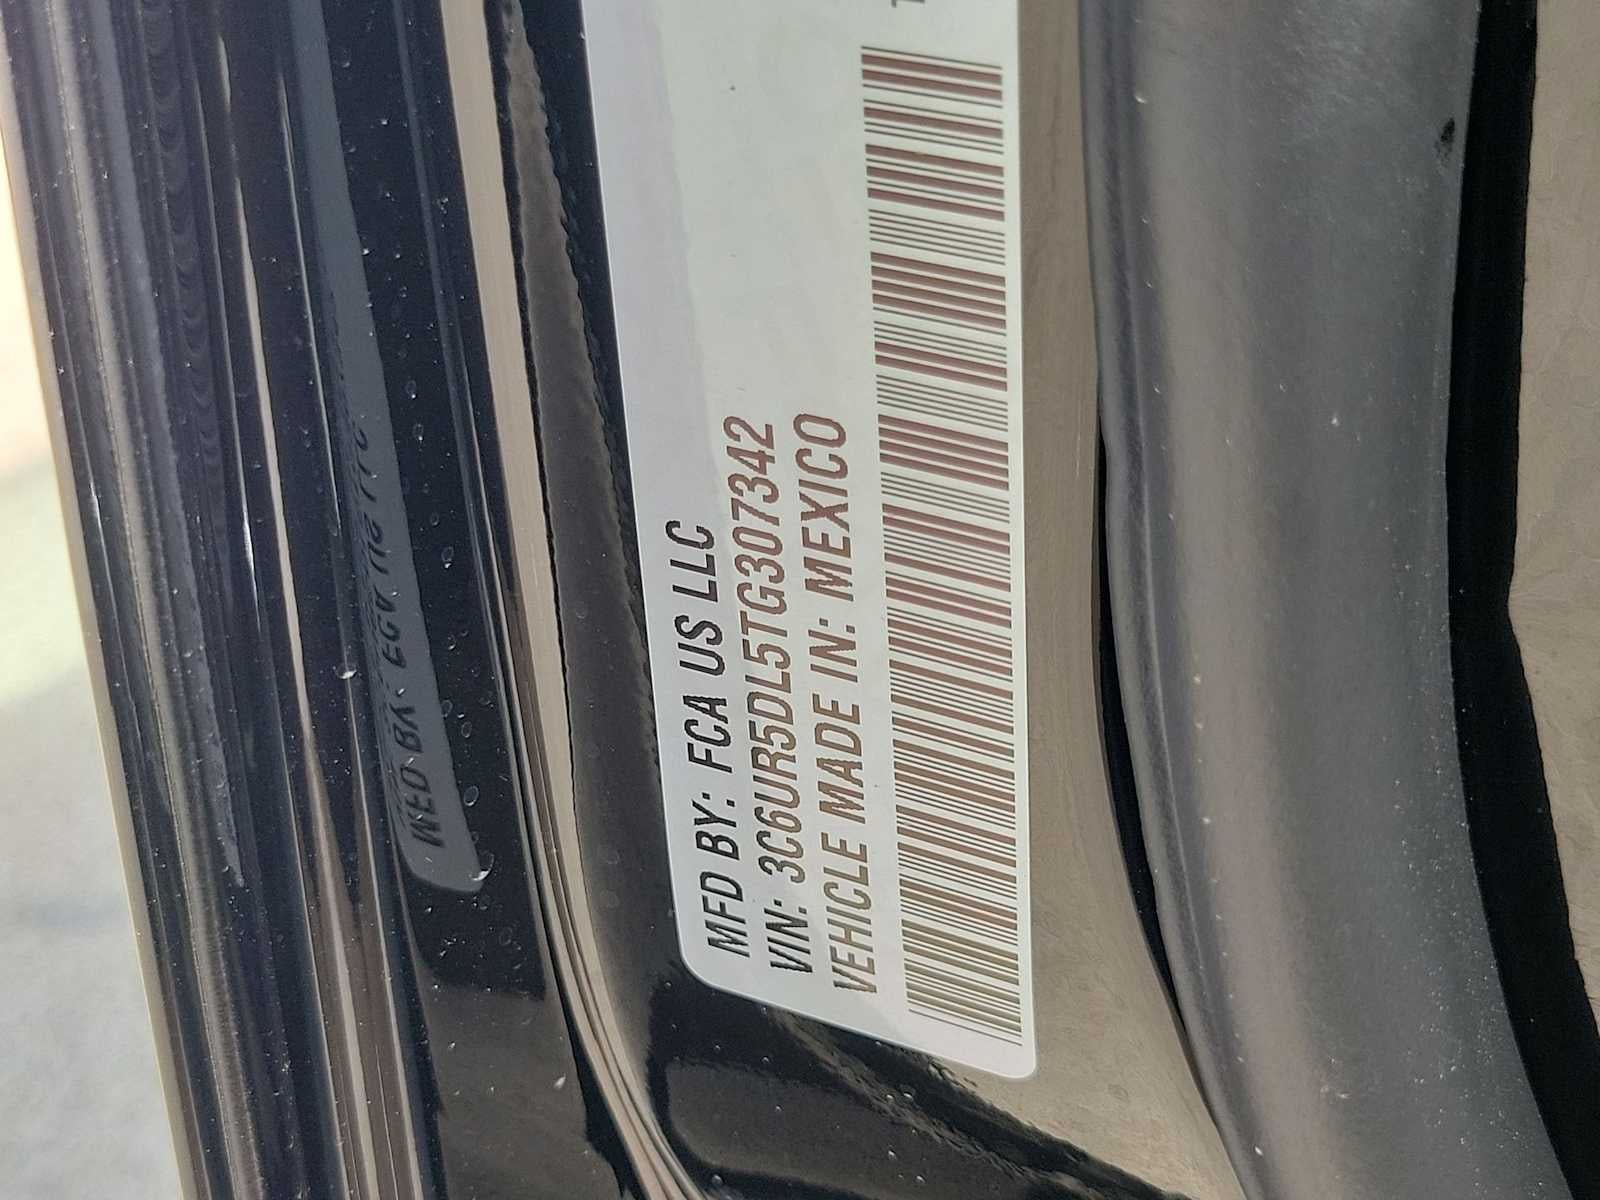 MFD BY: FCA US LLC
VIN: 3C6UR5DL5TG307342
VEHICLE MADE IN: MEXICO